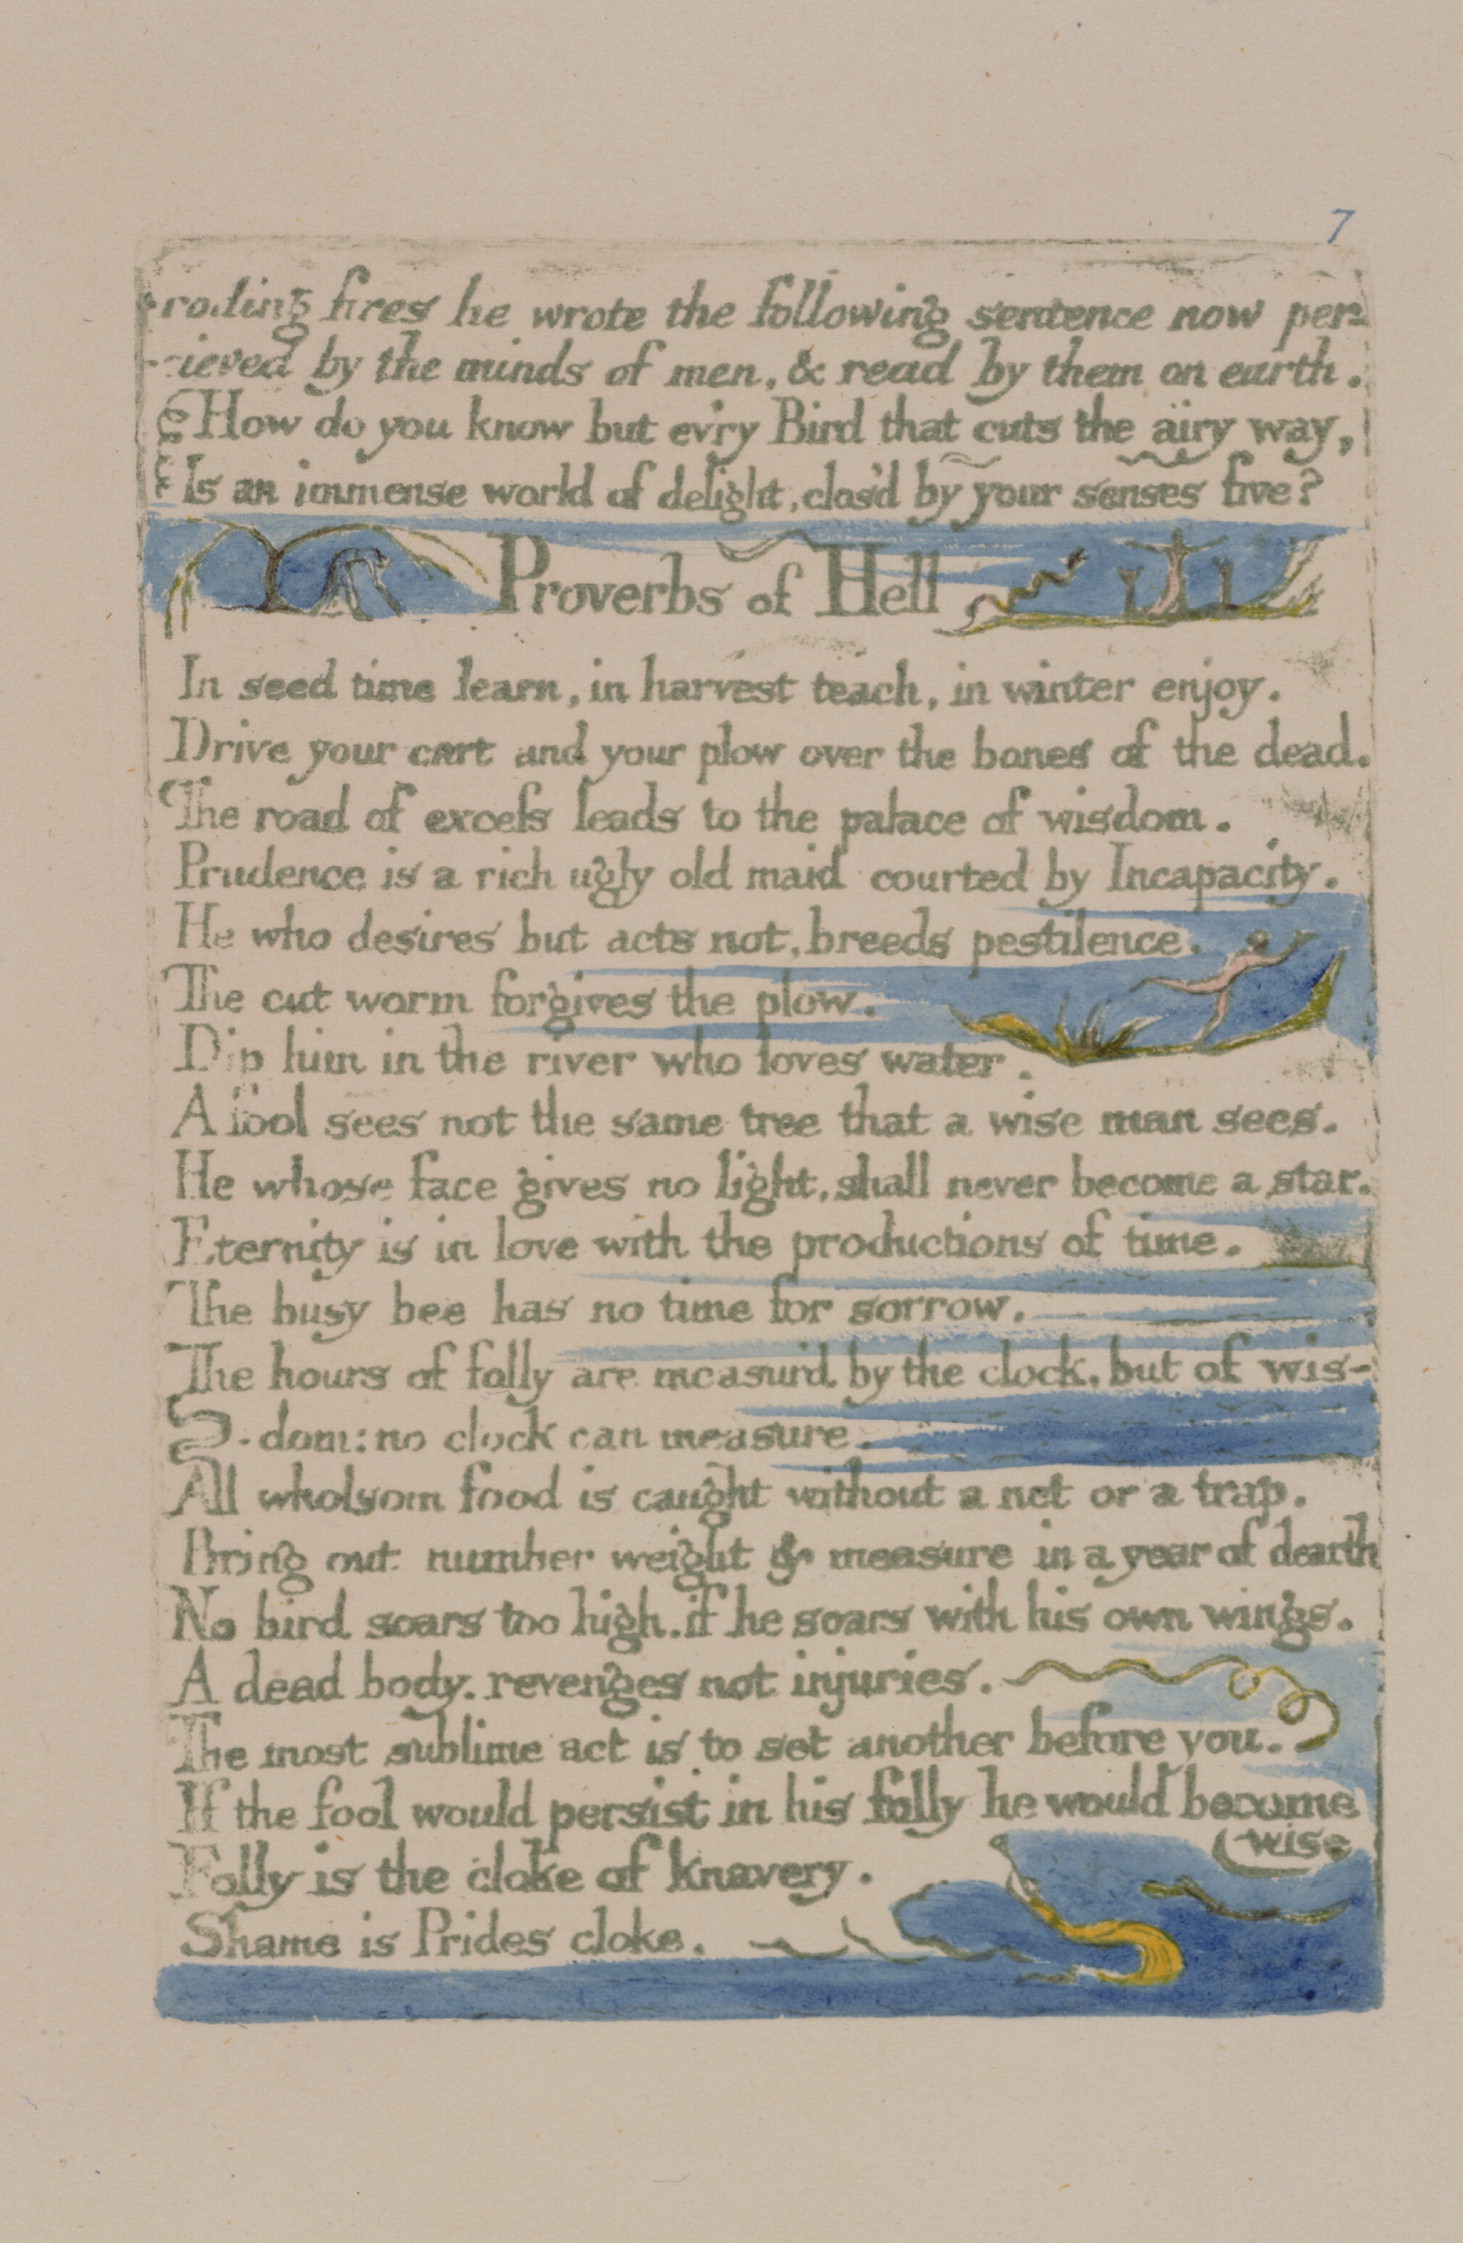 7
-roding fires he wrote the following sentence now per-
-cieved by the minds of men, & read by them on earth.
How do you know but ev'ry Bird that cuts the airy way,
Is an immense world of delight, clos'd by your senses five?
Proverbs of Hell
In seed time learn, in harvest teach, in winter enjoy.
Drive your cart and your plow over the bones of the dead.
The road of excess leads to the palace of wisdom.
Prudence is a rich ugly old maid courted by Incapacity.
He who desires but acts not, breeds pestilence.
The cut worm forgives the plow.
Dip him in the river who loves water.
A fool sees not the same tree that a wise man sees.
He whose face gives no light, shall never become a star.
Eternity is in love with the productions of time.
The busy bee has no time for sorrow.
The hours of folly are measur'd by the clock, but of wis-
-dom: no clock can measure.
All wholsom food is caught without a net or a trap.
Bring out number weight & measure in a year of dearth
No bird soars too high. if he soars with his own wings.
A dead body. revenges not injuries.
The most sublime act is to set another before you.
If the fool would persist in his folly he would become
wise
Folly is the cloke of knavery.
Shame is Prides cloke.